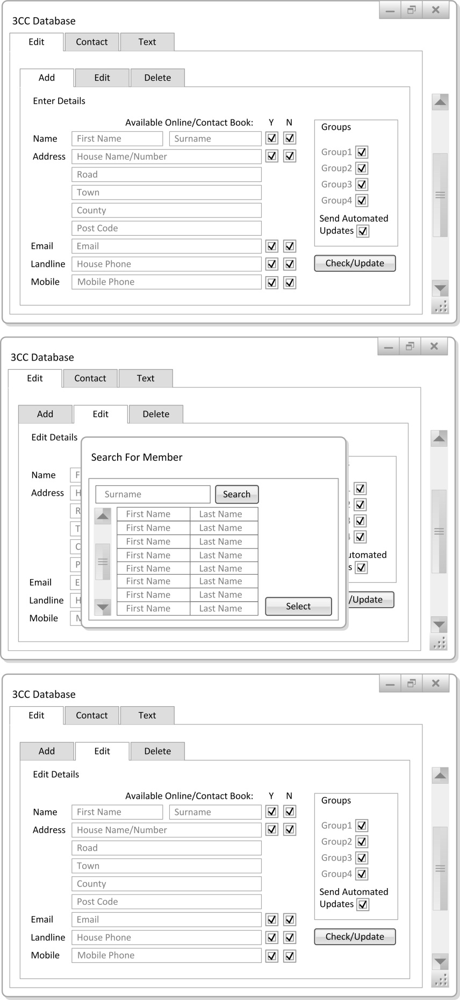 3CC Database
Edit Contact Text
Add Edit Delete
Enter Details
Available Online/Contact Book: Y N
Name First Name Surname
Address House Name/Number
Road
Town
County
Post Code
Email Email
Landline House Phone
Mobile Mobile Phone
Groups
Group1
Group2
Group3
Group4
Send Automated
Updates
Check/Update
3CC Database
Edit Contact Text
Add Edit Delete
Edit Details
Name F
Address H
R
T
C
P
Email E
Landline H
Mobile M
Search For Member
Surname Search
First Name Last Name
First Name Last Name
First Name Last Name
First Name Last Name
First Name Last Name
First Name Last Name
First Name Last Name
First Name Last Name
Select
2
3
4
utomated
s
/Update
3CC Database
Edit Contact Text
Add Edit Delete
Edit Details
Available Online/Contact Book: Y N
Name First Name Surname
Address House Name/Number
Road
Town
County
Post Code
Email Email
Landline House Phone
Mobile Mobile Phone
Groups
Group1
Group2
Group3
Group4
Send Automated
Updates
Check/Update